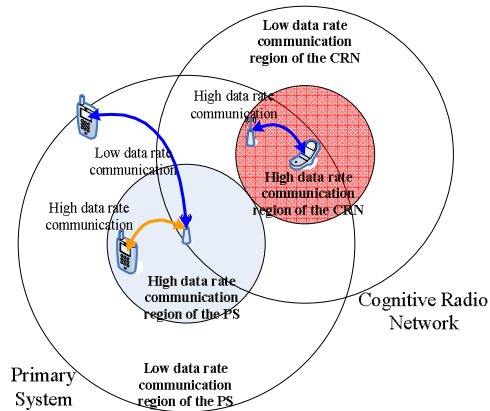 Low data rate
communication
region of the CRN
High data rate
communication
Low data rate
communication
High data rate
communication
region of the CRN
High data rate
communication
High data rate
communication
region of the PS
Cognitive Radio
Network
Low data rate
communication
region of the PS
Primary
System